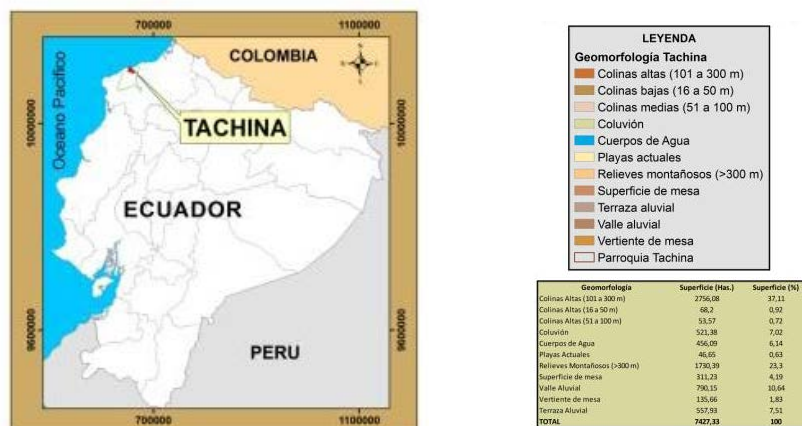 700000 1100000
COLOMBIA
Oceano Pacífico
TACHINA
10000000 10000000
ECUADOR
9600000 9600000
PERU
700000 1100000
LEYENDA
Geomorfología Tachina
Colinas altas (101 a 300 m)
Colinas bajas (16 a 50 m)
Colinas medias (51 a 100 m)
Coluvión
Cuerpos de Agua
Playas actuales
Relieves montañosos (>300 m)
Superficie de mesa
Terraza aluvial
Valle aluvial
Vertiente de mesa
Parroquia Tachina
Geomorfología Superficie (Has.) Superficie (%)
Colinas Altas (101 a 300 m) 2756,08 37,11
Colinas Altas (16 a 50 m) 68,2 0,92
Colinas Altas (51 a 100 m) 53,57 0,72
Coluvión 521,38 7,02
Cuerpos de Agua 456,09 6,14
Playas Actuales 46,65 0,63
Relieves Montañosos (>300 m) 1730,39 23,3
Superficie de mesa 311,23 4,19
Valle Aluvial 790,15 10,64
Vertiente de mesa 135,66 1,83
Terraza Aluvial 557,93 7,51
TOTAL 7427,33 100